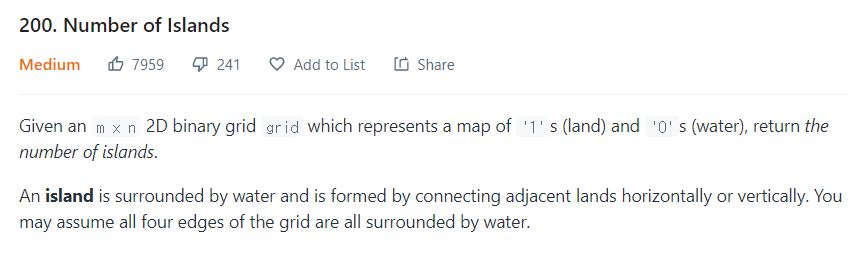 200. Number of Islands
Medium 7959 241 Add to List Share
Given an m x n 2D binary grid grid which represents a map of '1' s (land) and '0' s (water), return the
number of islands.
An island is surrounded by water and is formed by connecting adjacent lands horizontally or vertically. You
may assume all four edges of the grid are all surrounded by water.